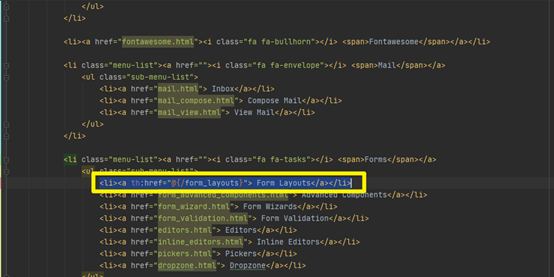 </ul>
</li>
<li><a href="fontawesome.html"><i class="fa fa-bullhorn"></i> <span>Fontawesome</span></a></li>
<li class="menu-list"><a href=""><i class="fa fa-envelope"></i> <span>Mail</span></a>
<ul class="sub-menu-list">
<li><a href="mail.html"> Inbox</a></li>
<li><a href="mail_compose.html"> Compose Mail</a></li>
<li><a href="mail_view.html"> View Mail</a></li>
</ul>
</li>
<li class="menu-list"><a href=""><i class="fa fa-tasks"></i> <span>Forms</span></a>
<ul class="sub-menu-list">
<li><a th:href="@{/form_layouts}"> Form Layouts</a></li>
<li><a href="form_advanced_components.html"> Advanced Components</a></li>
<li><a href="form_wizard.html"> Form Wizards</a></li>
<li><a href="form_validation.html"> Form Validation</a></li>
<li><a href="editors.html"> Editors</a></li>
<li><a href="inline_editors.html"> Inline Editors</a></li>
<li><a href="pickers.html"> Pickers</a></li>
<li><a href="dropzone.html"> Dropzone</a></li>
</ul>